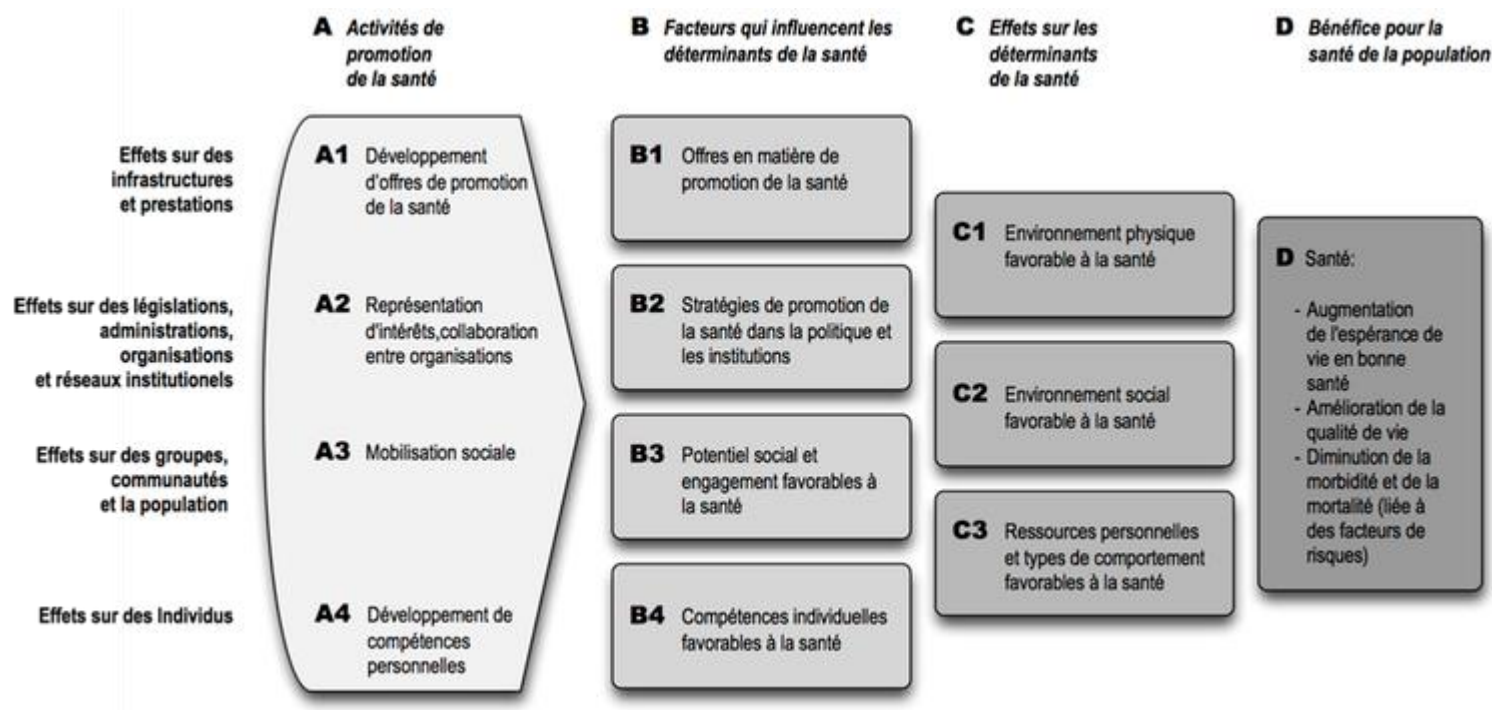 A Activités de
promotion
de la santé
B Facteurs qui influencent les
déterminants de la santé
C Effets sur les
déterminants
de la santé
D Bénéfice pour la
santé de la population
Effets sur des
infrastructures
et prestations
A1 Développement
d'offres de promotion
de la santé
B1 Offres en matière de
promotion de la santé
Effets sur des législations,
administrations,
organisations
et réseaux institutionels
A2 Représentation
d'intérêts,collaboration
entre organisations
B2 Stratégies de promotion de
la santé dans la politique et
les institutions
Effets sur des groupes,
communautés
et la population
A3 Mobilisation sociale
B3 Potentiel social et
engagement favorables à
la santé
Effets sur des Individus
A4 Développement de
compétences
personnelles
B4 Compétences individuelles
favorables à la santé
C1 Environnement physique
favorable à la santé
C2 Environnement social
favorable à la santé
C3 Ressources personnelles
et types de comportement
favorables à la santé
D Santé:
- Augmentation
de l'espérance de
vie en bonne
santé
- Amélioration de la
qualité de vie
- Diminution de la
morbidité et de la
mortalité (liée à
des facteurs de
risques)